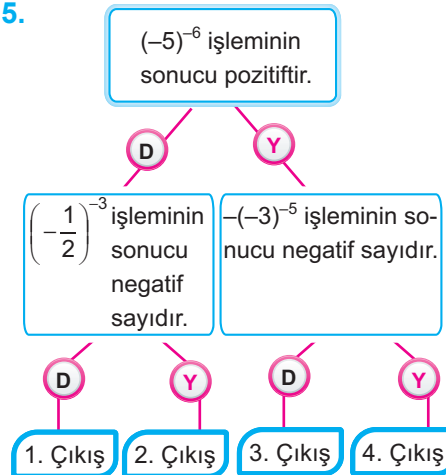 5.
(–5)⁻⁶ işleminin
sonucu pozitiftir.
D
Y
(–1/2)⁻³ işleminin
sonucu
negatif
sayıdır.
–(–3)⁻⁵ işleminin so-
nucu negatif sayıdır.
D
Y
D
Y
1. Çıkış
2. Çıkış
3. Çıkış
4. Çıkış